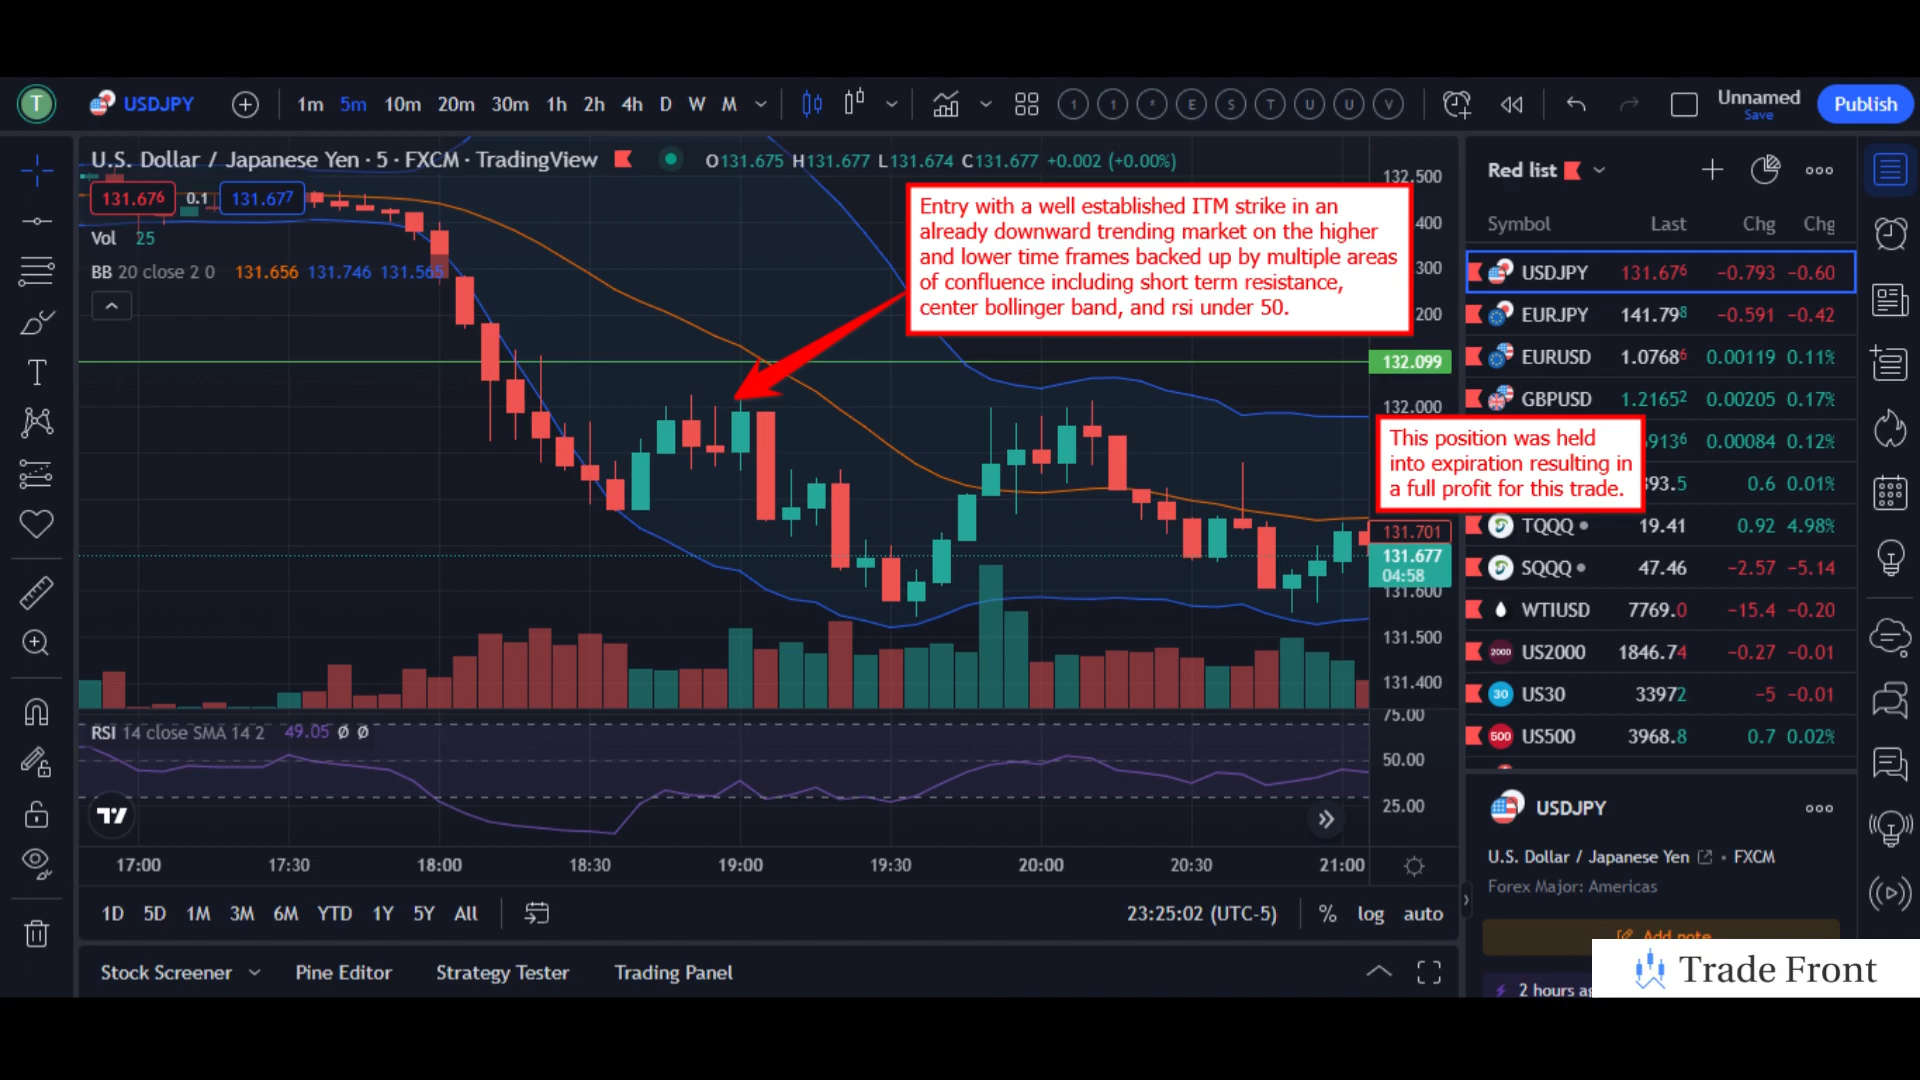 T
USDJPY
1m 5m 10m 20m 30m 1h 2h 4h D W M
1 1 E S T U U V
Unnamed
Save
Publish
U.S. Dollar / Japanese Yen · 5 · FXCM · TradingView
O131.675 H131.677 L131.674 C131.677 +0.002 (+0.00%)
131.676 0.1 131.677
Vol 25
BB 20 close 2 0 131.656 131.746 131.565
Entry with a well established ITM strike in an
already downward trending market on the higher
and lower time frames backed up by multiple areas
of confluence including short term resistance,
center bollinger band, and rsi under 50.
132.500
400
300
200
132.099
132.000
131.701
131.677
04:58
131.600
131.500
131.400
75.00
50.00
25.00
This position was held
into expiration resulting in
a full profit for this trade.
RSI 14 close SMA 14 2 49.05 Ø Ø
17:00 17:30 18:00 18:30 19:00 19:30 20:00 20:30 21:00
1D 5D 1M 3M 6M YTD 1Y 5Y All
23:25:02 (UTC-5) % log auto
Stock Screener Pine Editor Strategy Tester Trading Panel
Red list
Symbol Last Chg Chg
USDJPY 131.676 −0.793 −0.60
EURJPY 141.798 −0.591 −0.42
EURUSD 1.07686 0.00119 0.11%
GBPUSD 1.21652 0.00205 0.17%
9136 0.00084 0.12%
393.5 0.6 0.01%
TQQQ 19.41 0.92 4.98%
SQQQ 47.46 −2.57 −5.14
WTIUSD 7769.0 −15.4 −0.20
2000 US2000 1846.74 −0.27 −0.01
30 US30 33972 −5 −0.01
500 US500 3968.8 0.7 0.02%
USDJPY
U.S. Dollar / Japanese Yen · FXCM
Forex Major: Americas
Add note
2 hours
Trade Front